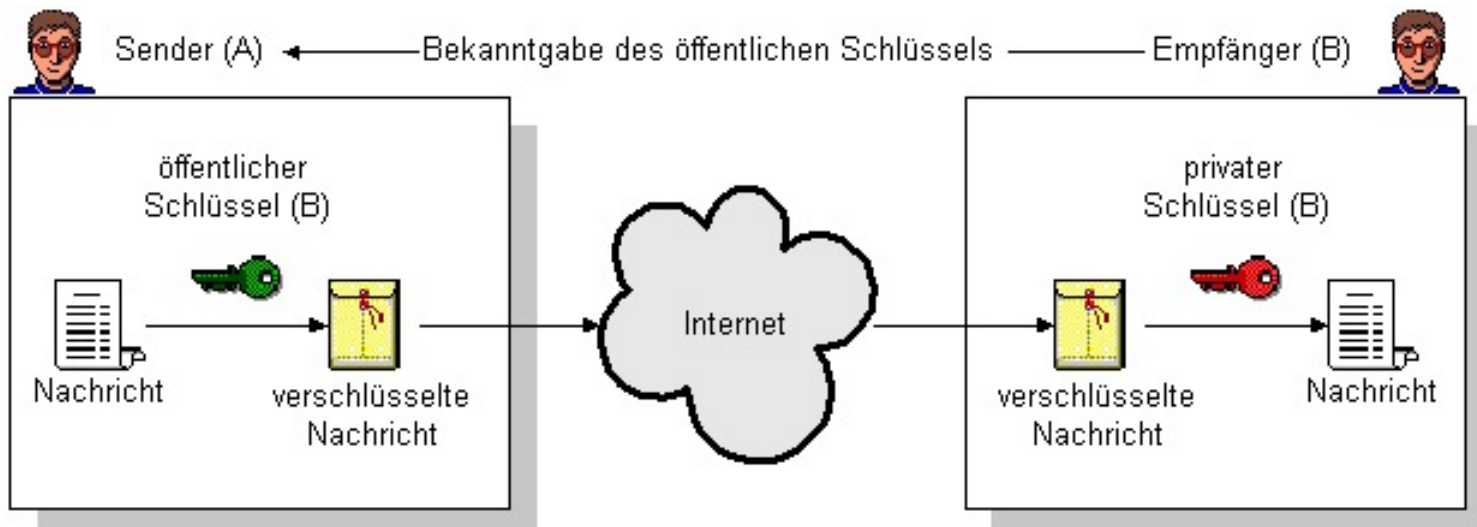 Sender (A)
Bekanntgabe des öffentlichen Schlüssels
Empfänger (B)
öffentlicher
Schlüssel (B)
Nachricht
verschlüsselte
Nachricht
Internet
privater
Schlüssel (B)
verschlüsselte
Nachricht
Nachricht